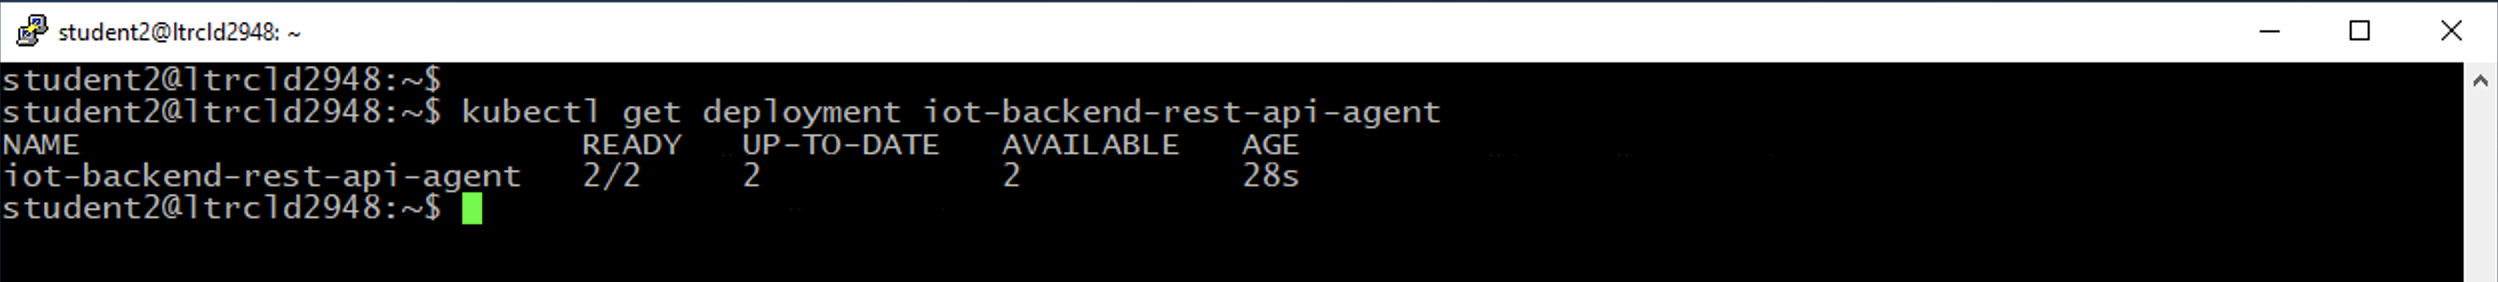 student2@ltrcld2948: ~
student2@ltrcld2948:~$
student2@ltrcld2948:~$ kubectl get deployment iot-backend-rest-api-agent
NAME                         READY   UP-TO-DATE   AVAILABLE   AGE
iot-backend-rest-api-agent   2/2     2            2           28s
student2@ltrcld2948:~$